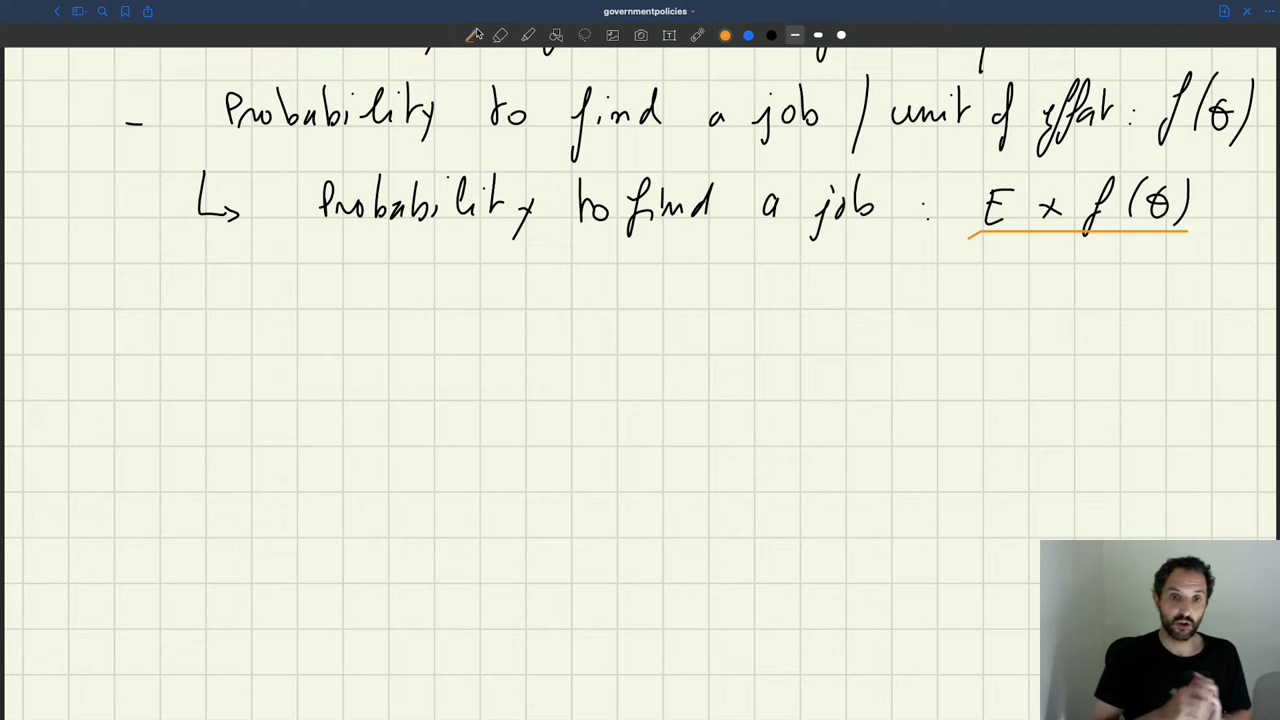 governmentpolicies
- Probability to find a job / unit of effort : f(θ)
↳ Probability to find a job : E × f(θ)